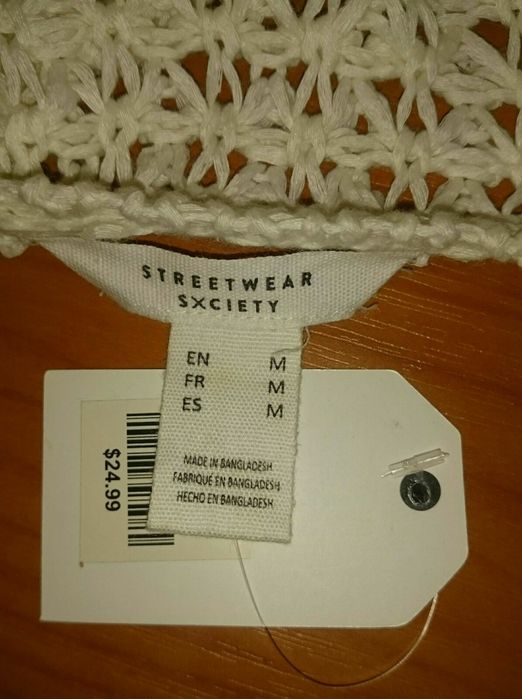 STREETWEAR
SXCIETY
EN M
FR M
ES M
MADE IN BANGLADESH
FABRIQUE EN BANGLADESH
HECHO EN BANGLADESH
$24.99